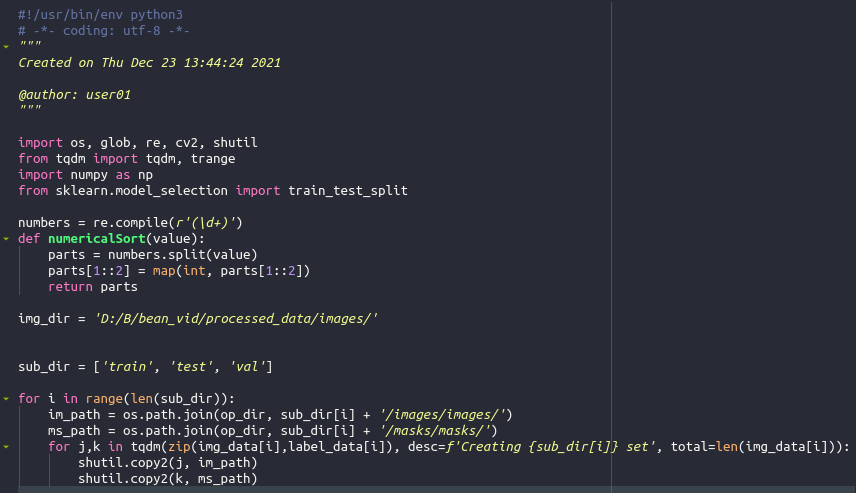 #!/usr/bin/env python3
# -*- coding: utf-8 -*-
"""
Created on Thu Dec 23 13:44:24 2021

@author: user01
"""

import os, glob, re, cv2, shutil
from tqdm import tqdm, trange
import numpy as np
from sklearn.model_selection import train_test_split

numbers = re.compile(r'(\d+)')
def numericalSort(value):
    parts = numbers.split(value)
    parts[1::2] = map(int, parts[1::2])
    return parts

img_dir = 'D:/B/bean_vid/processed_data/images/'


sub_dir = ['train', 'test', 'val']

for i in range(len(sub_dir)):
    im_path = os.path.join(op_dir, sub_dir[i] + '/images/images/')
    ms_path = os.path.join(op_dir, sub_dir[i] + '/masks/masks/')
    for j,k in tqdm(zip(img_data[i],label_data[i]), desc=f'Creating {sub_dir[i]} set', total=len(img_data[i])):
        shutil.copy2(j, im_path)
        shutil.copy2(k, ms_path)